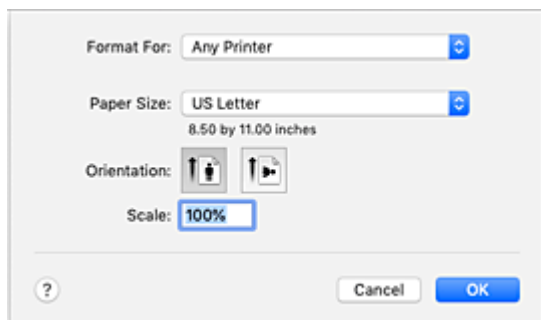 Format For: Any Printer
Paper Size: US Letter
8.50 by 11.00 inches
Orientation:
Scale: 100%
? Cancel OK